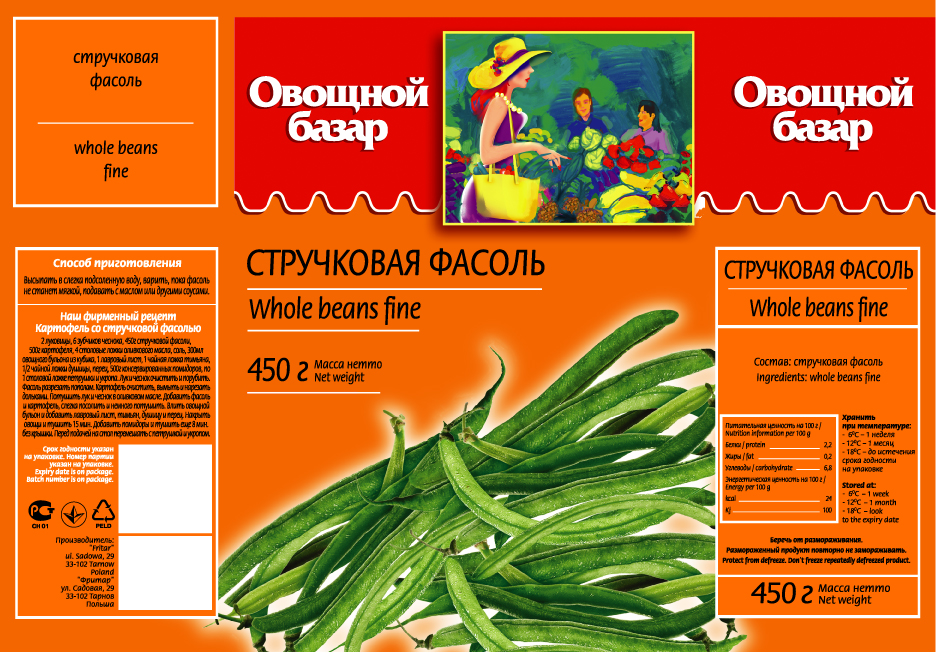 стручковая
фасоль
whole beans
fine
Овощной
базар
Овощной
базар
СТРУЧКОВАЯ ФАСОЛЬ
Whole beans fine
450 г Масса нетто
Net weight
Способ приготовления
Высыпать в слегка подсоленную воду, варить, пока фасоль
не станет мягкой, подавать с маслом или другими соусами.
Наш фирменный рецепт
Картофель со стручковой фасолью
2 луковицы, 6 зубчиков чеснока, 450г стручковой фасоли,
500г картофеля, 4 столовые ложки оливкового масла, соль, 300мл
овощного бульона из кубика, 1 лавровый лист, 1 чайная ложка тимьяна,
1/2 чайной ложки душицы, перец, 500г консервированных помидоров, по
1 столовой ложке петрушки и укропа. Лук и чеснок очистить и порубить.
Фасоль разрезать пополам. Картофель очистить, вымыть и нарезать
дольками. Потушить лук и чеснок в оливковом масле. Добавить фасоль
и картофель, слегка посолить и немного потушить. Влить овощной
бульон и добавить лавровый лист, тимьян, душицу и перец. Накрыть
овощи и тушить 15 мин. Добавить помидоры и тушить еще 8 мин.
без крышки. Перед подачей на стол перемешать с петрушкой и укропом.
Срок годности указан
на упаковке. Номер партии
указан на упаковке.
Expiry date is on package.
Batch number is on package.
РСТ
CH 01
PELD
Производитель:
"Fritar"
ul. Sadowa, 29
33-102 Tarnow
Poland
"Фритар"
ул. Садовая, 29
33-102 Тарнов
Польша
СТРУЧКОВАЯ ФАСОЛЬ
Whole beans fine
Состав: стручковая фасоль
ingredients: whole beans fine
Питательная ценность на 100 г /
Nutrition information per 100 g
Белки / protein 2,2
Жиры / fat 0,2
Углеводы / carbohydrate 6,8
Энергетическая ценность на 100 г /
Energy per 100 g
kcal 24
Kj 100
Хранить
при температуре:
- 6°C – 1 неделя
- 12°C – 1 месяц
- 18°C – до истечения
срока годности
на упаковке
Stored at:
- 6°C – 1 week
- 12°C – 1 month
- 18°C – look
to the expiry date
Беречь от размораживания.
Размороженный продукт повторно не замораживать.
Protect from defreeze. Don't freeze repeatedly defreezed product.
450 г Масса нетто
Net weight